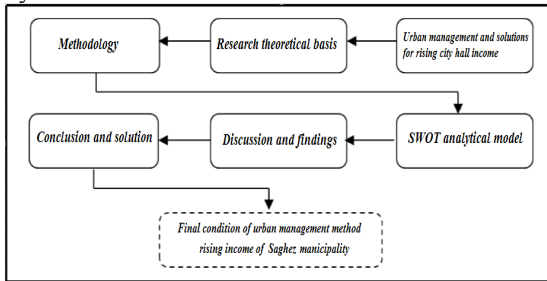 Methodology
Research theoretical basis
Urban management and solutions
for rising city hall income
Conclusion and solution
Discussion and findings
SWOT analytical model
Final condition of urban management method
rising income of Saghez manicipality